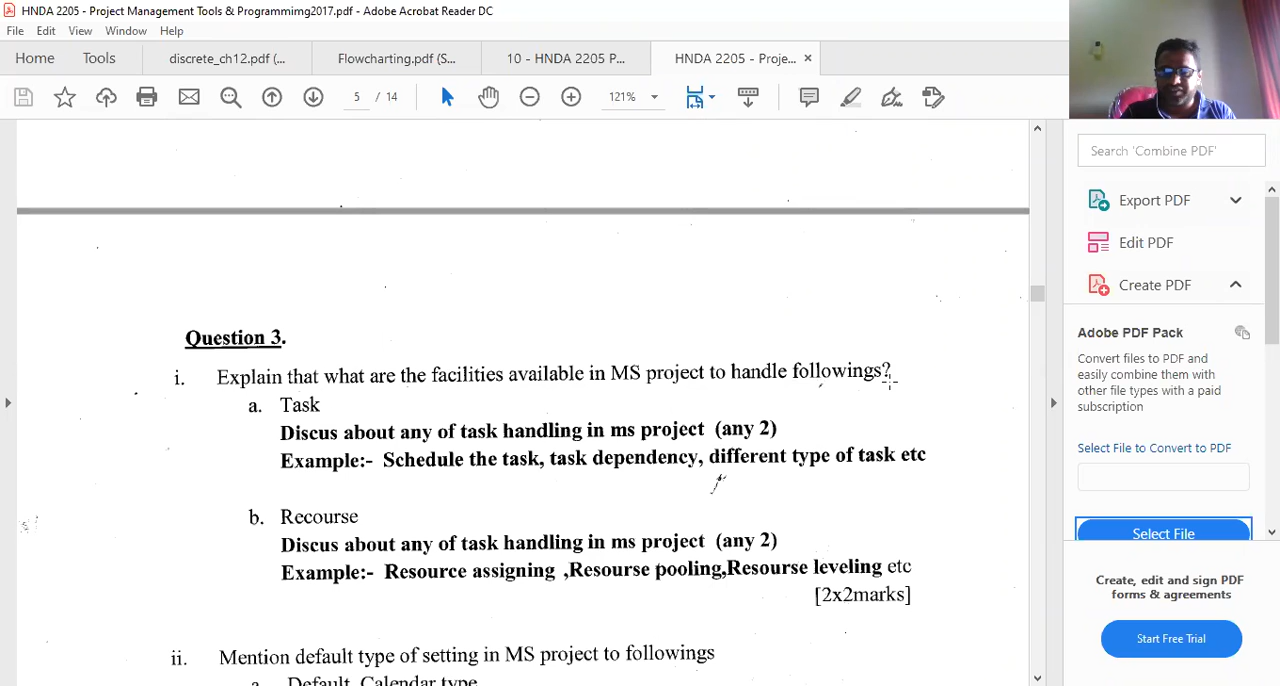 HNDA 2205 - Project Management Tools & Programmimg2017.pdf - Adobe Acrobat Reader DC
File Edit View Window Help
Home Tools discrete_ch12.pdf (... Flowcharting.pdf (S... 10 - HNDA 2205 P... HNDA 2205 - Proje... ×
5 / 14 121%
Search 'Combine PDF'
Export PDF
Edit PDF
Create PDF
Adobe PDF Pack
Convert files to PDF and
easily combine them with
other file types with a paid
subscription
Select File to Convert to PDF
Select File
Create, edit and sign PDF
forms & agreements
Start Free Trial
Question 3.
i. Explain that what are the facilities available in MS project to handle followings?
a. Task
Discus about any of task handling in ms project (any 2)
Example:- Schedule the task, task dependency, different type of task etc
b. Recourse
Discus about any of task handling in ms project (any 2)
Example:- Resource assigning ,Resourse pooling,Resourse leveling etc
[2x2marks]
ii. Mention default type of setting in MS project to followings
a. Default Calendar type